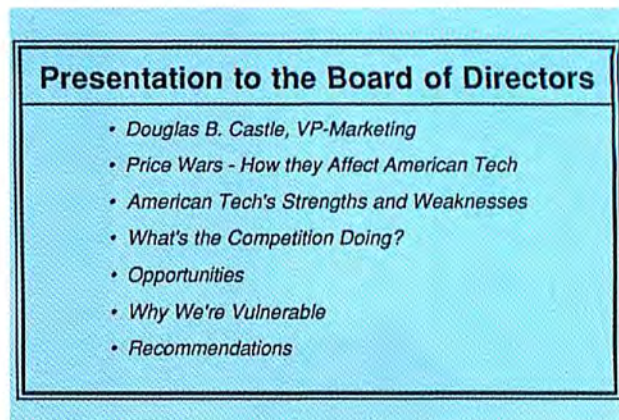 Presentation to the Board of Directors
• Douglas B. Castle, VP-Marketing
• Price Wars - How they Affect American Tech
• American Tech's Strengths and Weaknesses
• What's the Competition Doing?
• Opportunities
• Why We're Vulnerable
• Recommendations